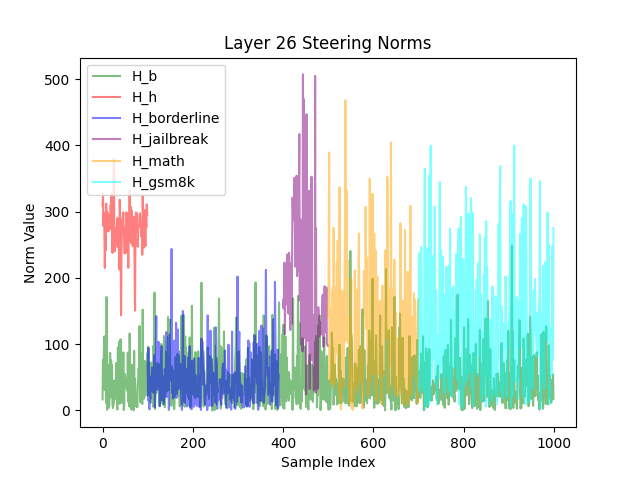 Layer 26 Steering Norms
H_b
H_h
H_borderline
H_jailbreak
H_math
H_gsm8k
Norm Value
500
400
300
200
100
0
0
200
400
600
800
1000
Sample Index